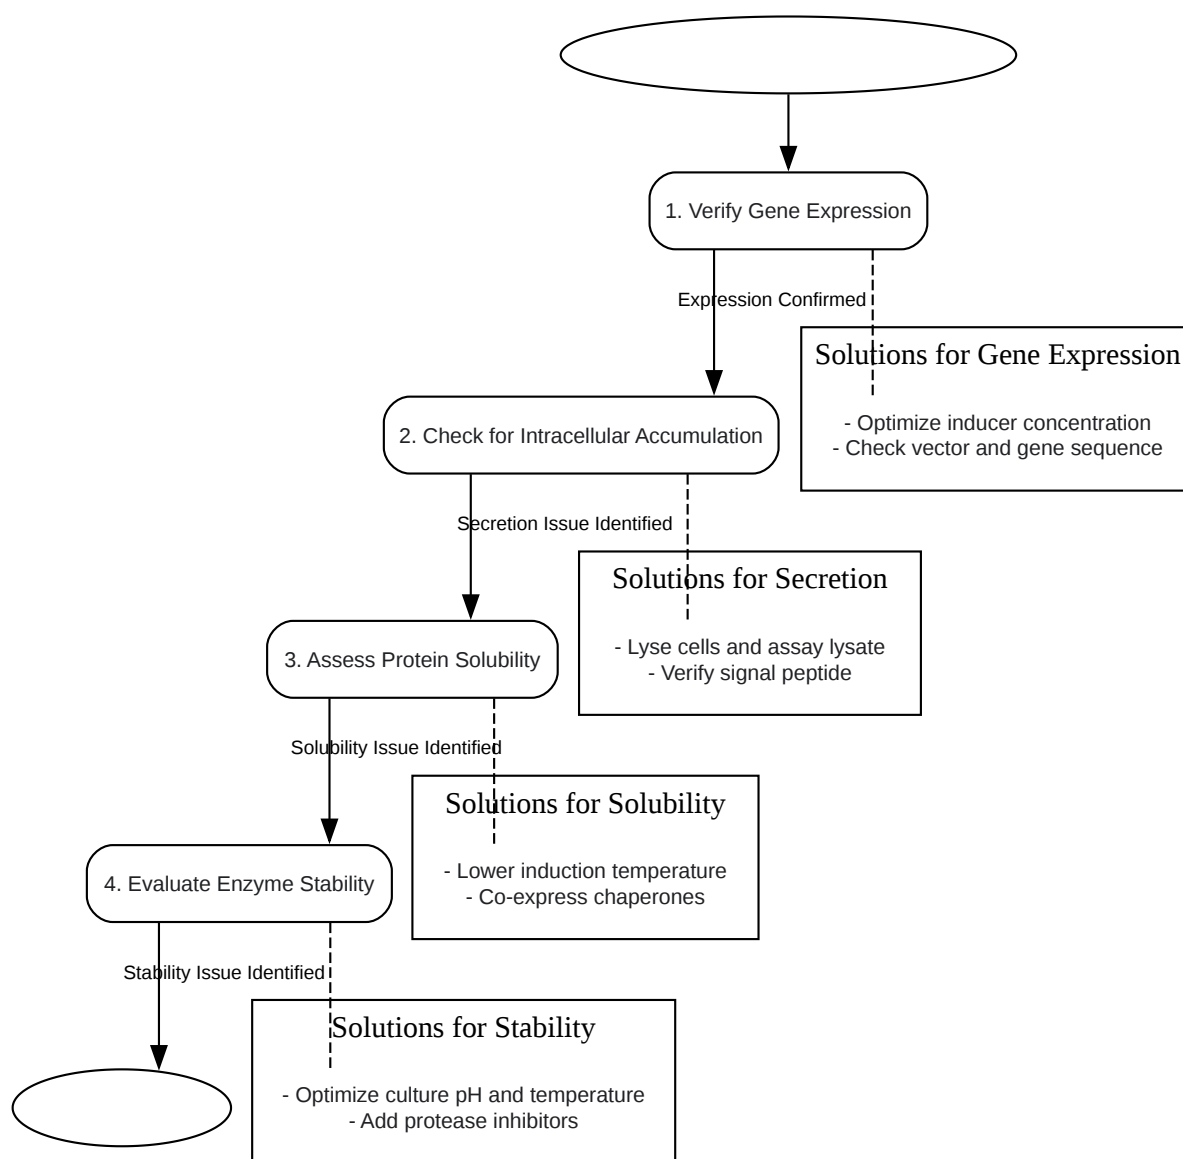 1. Verify Gene Expression
Expression Confirmed
Solutions for Gene Expression
- Optimize inducer concentration
- Check vector and gene sequence
2. Check for Intracellular Accumulation
Secretion Issue Identified
Solutions for Secretion
- Lyse cells and assay lysate
- Verify signal peptide
3. Assess Protein Solubility
Solubility Issue Identified
Solutions for Solubility
- Lower induction temperature
- Co-express chaperones
4. Evaluate Enzyme Stability
Stability Issue Identified
Solutions for Stability
- Optimize culture pH and temperature
- Add protease inhibitors